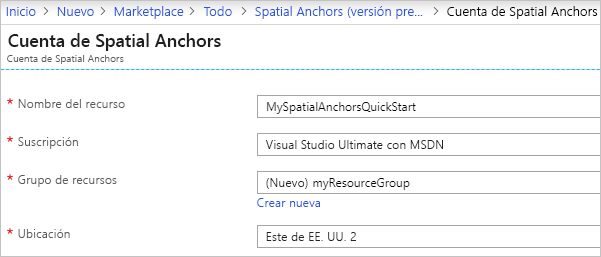 Inicio > Nuevo > Marketplace > Todo > Spatial Anchors (versión pre... > Cuenta de Spatial Anchors
Cuenta de Spatial Anchors
Cuenta de Spatial Anchors
* Nombre del recurso MySpatialAnchorsQuickStart
* Suscripción Visual Studio Ultimate con MSDN
* Grupo de recursos (Nuevo) myResourceGroup
Crear nueva
* Ubicación Este de EE. UU. 2